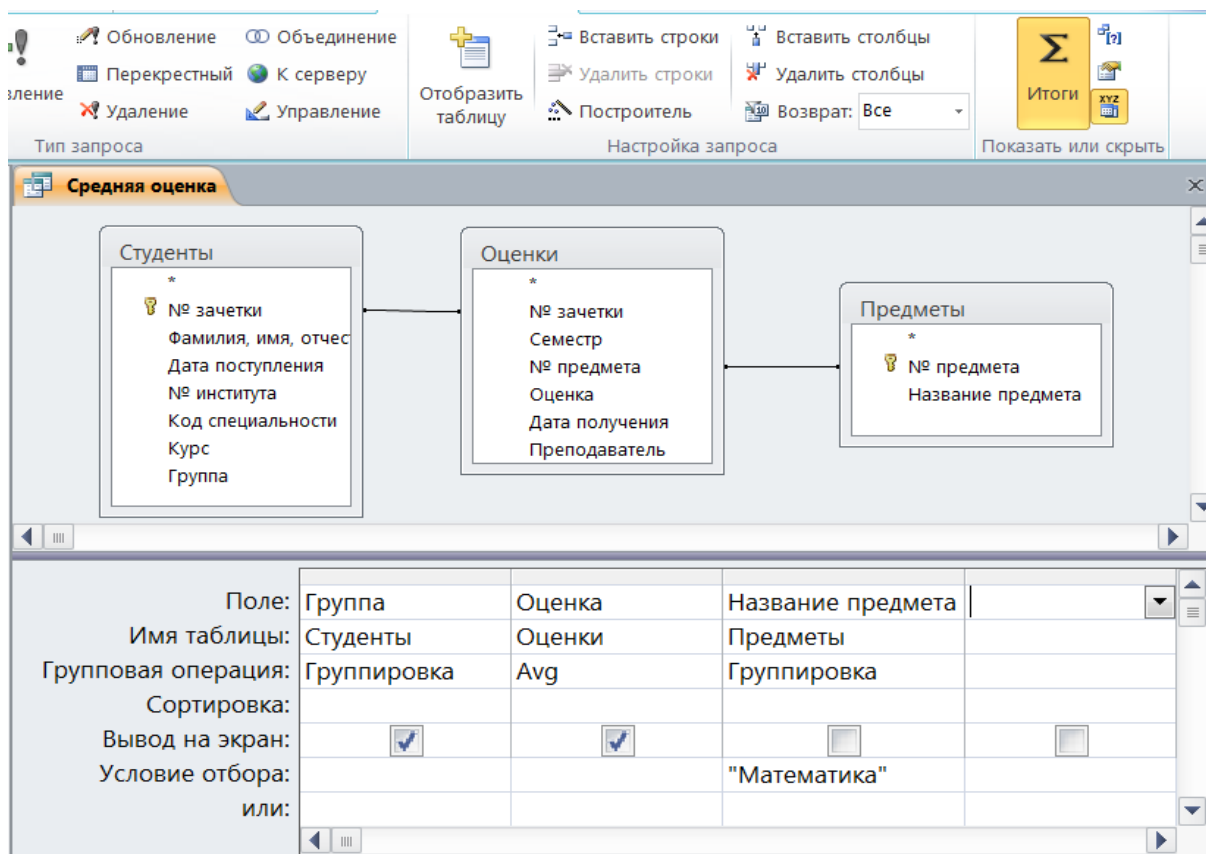 Обновление Объединение Вставить строки Вставить столбцы
Перекрестный К серверу Удалить строки Удалить столбцы
вление Отобразить Итоги
Удаление Управление таблицу Построитель Возврат: Все
Тип запроса Настройка запроса Показать или скрыть
Средняя оценка
Студенты
*
№ зачетки
Фамилия, имя, отчест
Дата поступления
№ института
Код специальности
Курс
Группа
Оценки
*
№ зачетки
Семестр
№ предмета
Оценка
Дата получения
Преподаватель
Предметы
*
№ предмета
Название предмета
Поле: Группа Оценка Название предмета
Имя таблицы: Студенты Оценки Предметы
Групповая операция: Группировка Avg Группировка
Сортировка:
Вывод на экран:
Условие отбора: "Математика"
или: